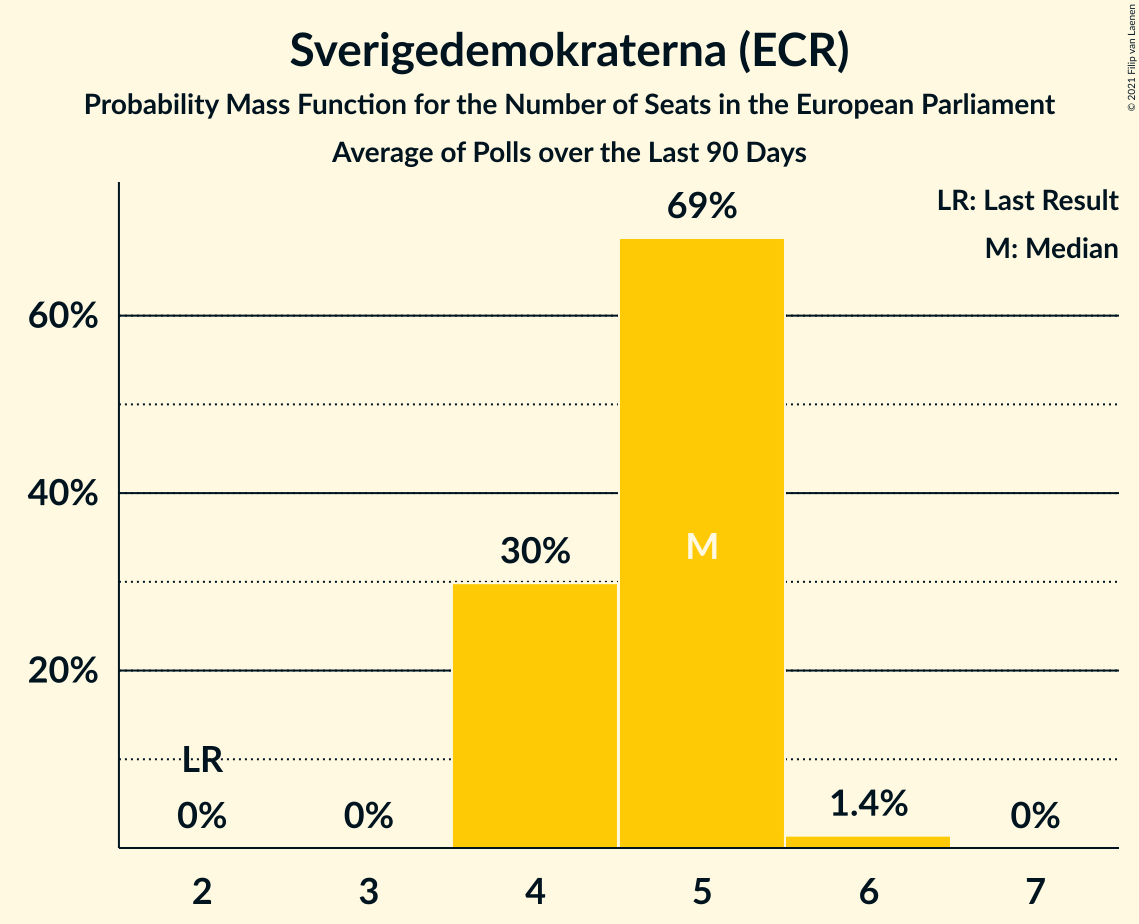 Sverigedemokraterna (ECR)
Probability Mass Function for the Number of Seats in the European Parliament
Average of Polls over the Last 90 Days
© 2021 Filip van Laenen
LR: Last Result
M: Median
69%
60%
40%
30%
M
20%
LR
0%
0%
1.4%
0%
2 3 4 5 6 7